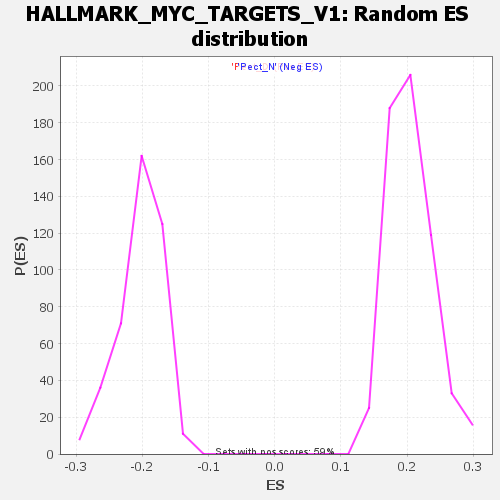 HALLMARK_MYC_TARGETS_V1: Random ES
distribution
(Neg ES)
200
180
160
140
120
100
80
60
40
20
0
P(ES)
Sets with pos scores: 59%
-0.3 -0.2 -0.1 0.0 0.1 0.2 0.3
ES